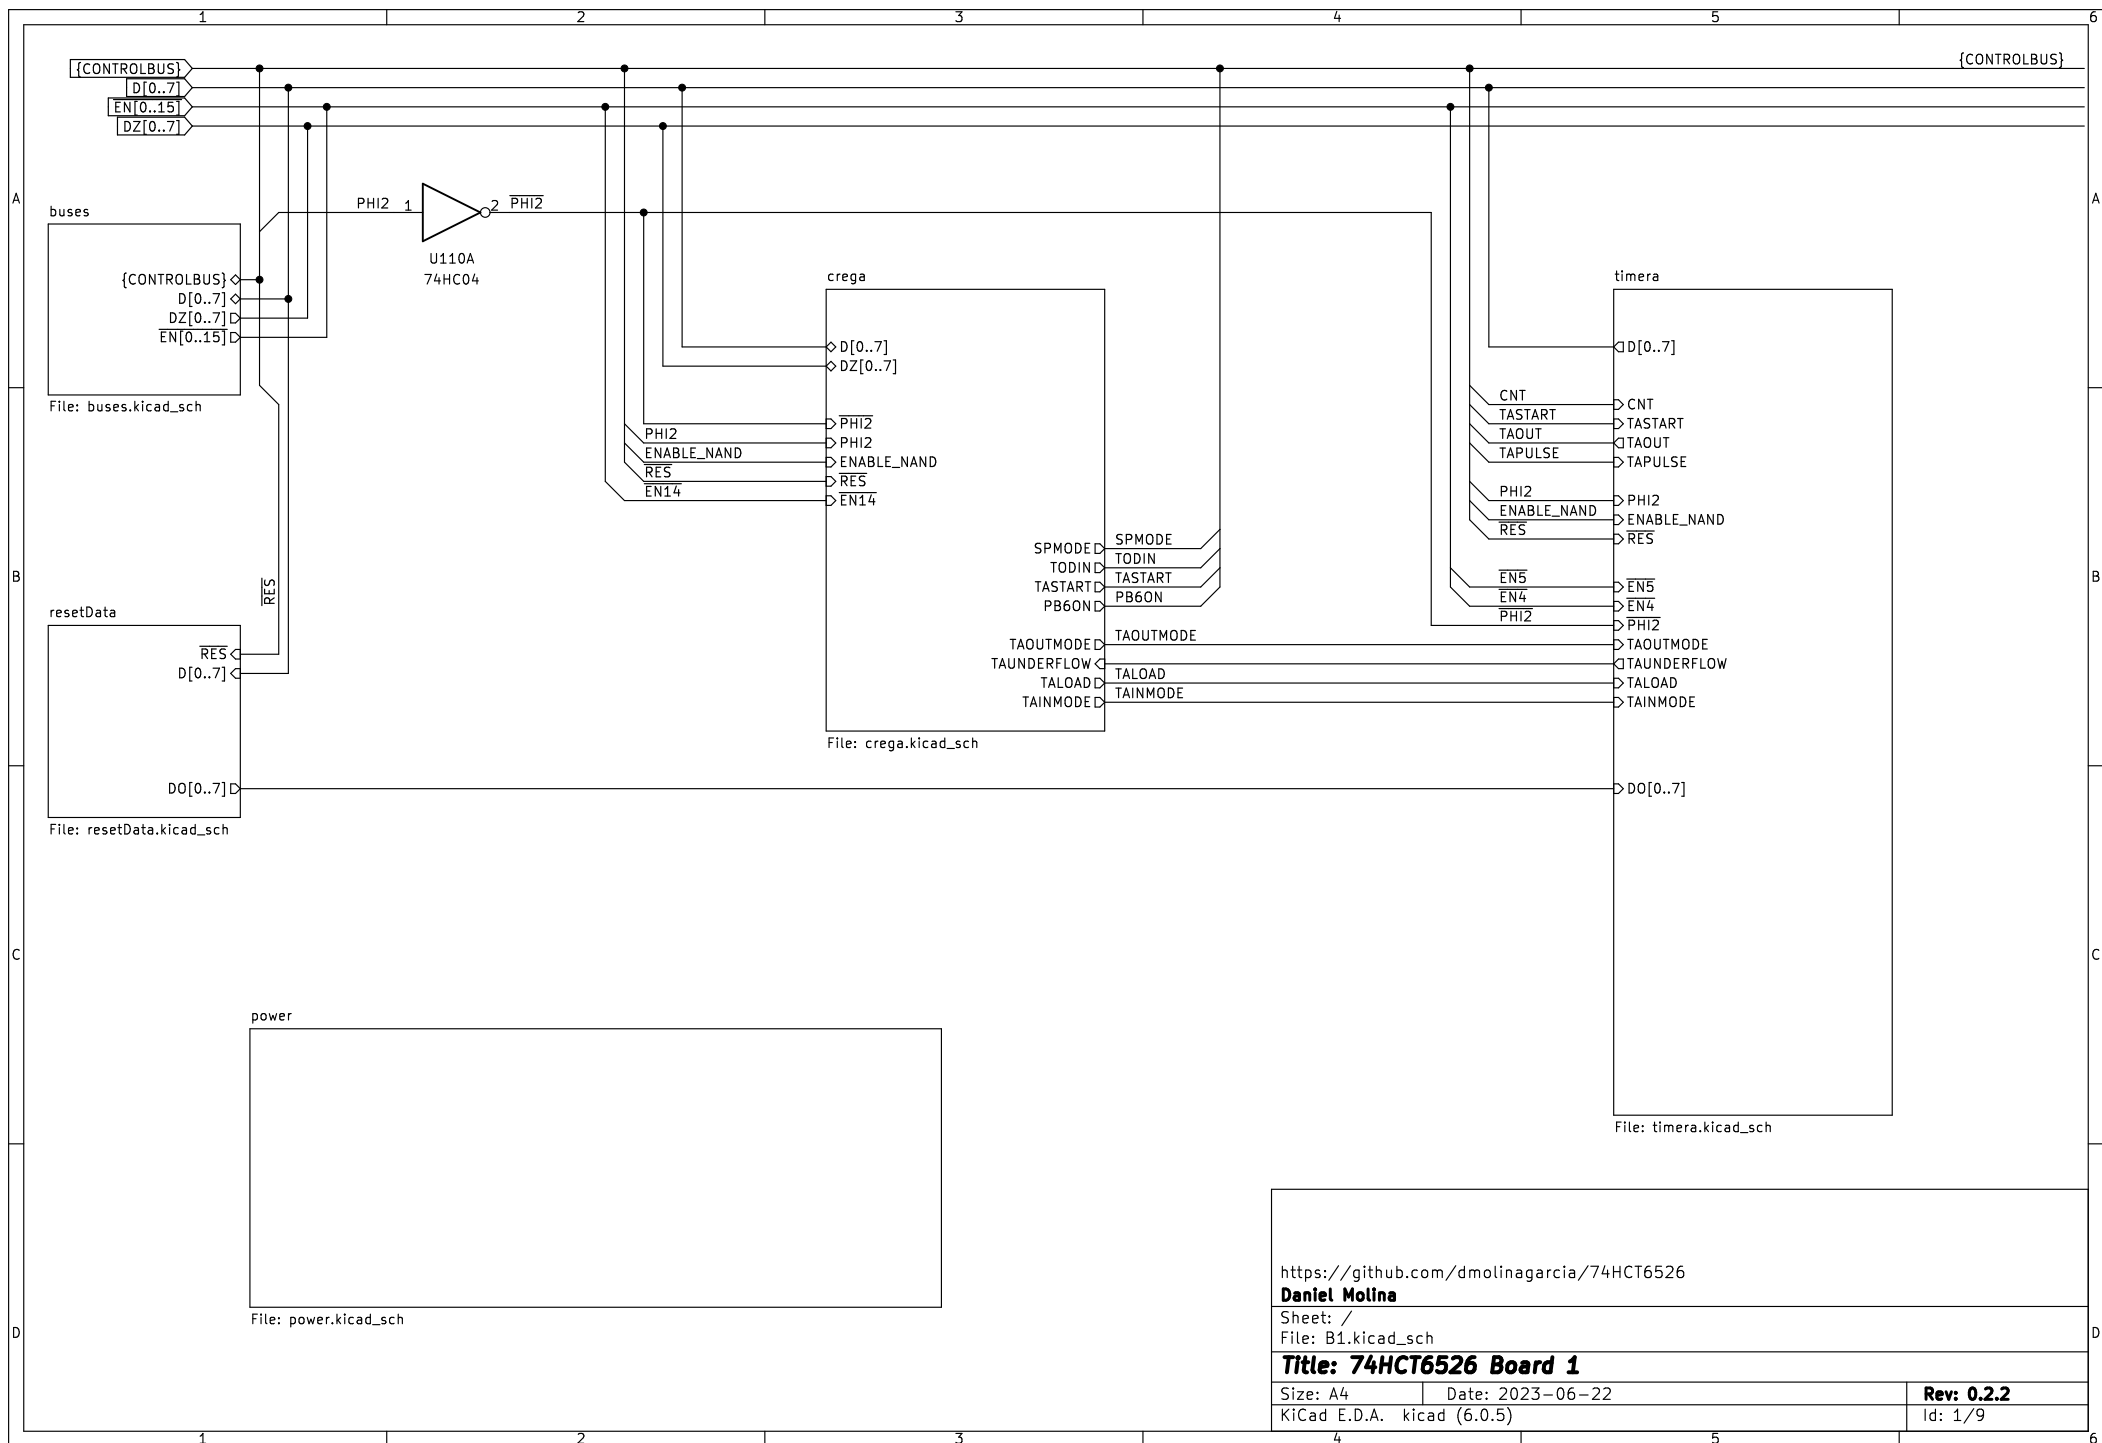 1 2 3 4 5 6
{CONTROLBUS} {CONTROLBUS}
D[0..7]
EN[0..15]
DZ[0..7]
A A
PHI2 1 2 PHI2
U110A
74HC04
buses
{CONTROLBUS}
D[0..7]
DZ[0..7]
EN[0..15]
File: buses.kicad_sch
crega
D[0..7]
DZ[0..7]
PHI2
PHI2 PHI2
ENABLE_NAND ENABLE_NAND
RES RES
EN14 EN14
SPMODE SPMODE
TODIN TODIN
TASTART TASTART
PB6ON PB6ON
TAOUTMODE TAOUTMODE
TAUNDERFLOW
TALOAD TALOAD
TAINMODE TAINMODE
File: crega.kicad_sch
timera
D[0..7]
CNT CNT
TASTART TASTART
TAOUT TAOUT
TAPULSE TAPULSE
PHI2 PHI2
ENABLE_NAND ENABLE_NAND
RES RES
EN5 EN5
EN4 EN4
PHI2 PHI2
TAOUTMODE
TAUNDERFLOW
TALOAD
TAINMODE
DO[0..7]
File: timera.kicad_sch
B B
RES
resetData
RES
D[0..7]
DO[0..7]
File: resetData.kicad_sch
C C
power
File: power.kicad_sch
D D
https://github.com/dmolinagarcia/74HCT6526
Daniel Molina
Sheet: /
File: B1.kicad_sch
Title: 74HCT6526 Board 1
Size: A4 Date: 2023-06-22 Rev: 0.2.2
KiCad E.D.A. kicad (6.0.5) Id: 1/9
1 2 3 4 5 6